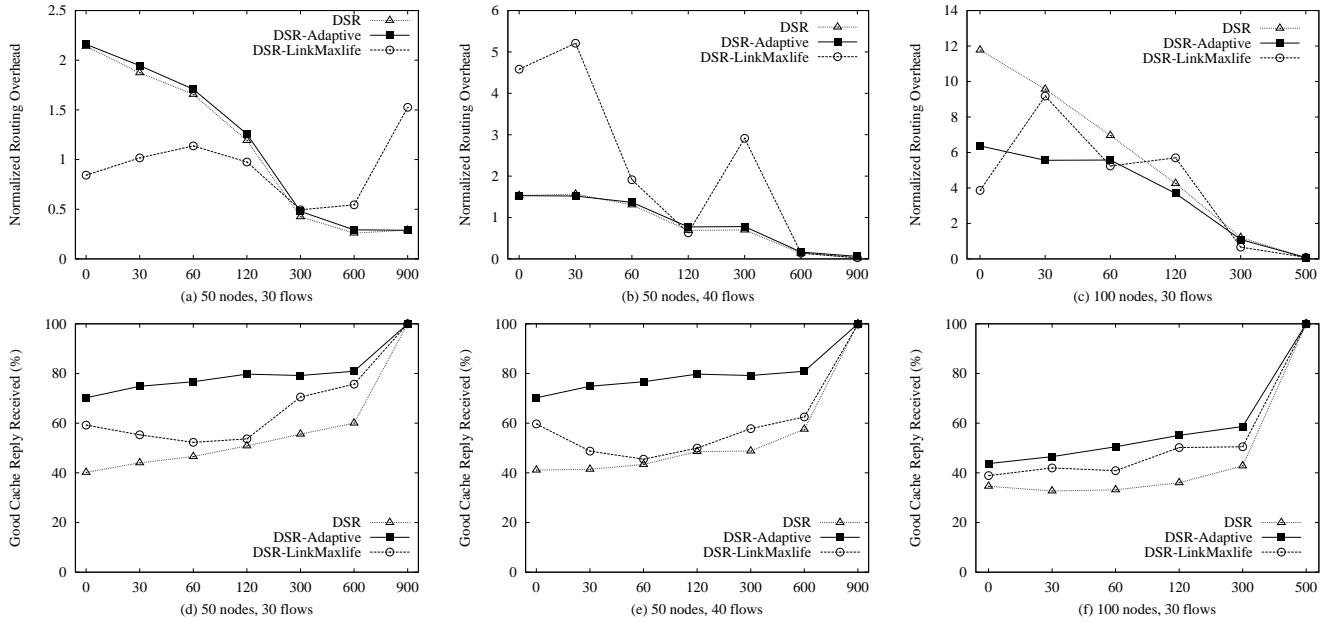 Normalized Routing Overhead
2.5
2
1.5
1
0.5
0
DSR
DSR-Adaptive
DSR-LinkMaxlife
0 30 60 120 300 600 900
(a) 50 nodes, 30 flows
Normalized Routing Overhead
6
5
4
3
2
1
0
DSR
DSR-Adaptive
DSR-LinkMaxlife
0 30 60 120 300 600 900
(b) 50 nodes, 40 flows
Normalized Routing Overhead
14
12
10
8
6
4
2
0
DSR
DSR-Adaptive
DSR-LinkMaxlife
0 30 60 120 300 500
(c) 100 nodes, 30 flows
Good Cache Reply Received (%)
100
80
60
40
20
0
DSR
DSR-Adaptive
DSR-LinkMaxlife
0 30 60 120 300 600 900
(d) 50 nodes, 30 flows
Good Cache Reply Received (%)
100
80
60
40
20
0
DSR
DSR-Adaptive
DSR-LinkMaxlife
0 30 60 120 300 600 900
(e) 50 nodes, 40 flows
Good Cache Reply Received (%)
100
80
60
40
20
0
DSR
DSR-Adaptive
DSR-LinkMaxlife
0 30 60 120 300 500
(f) 100 nodes, 30 flows